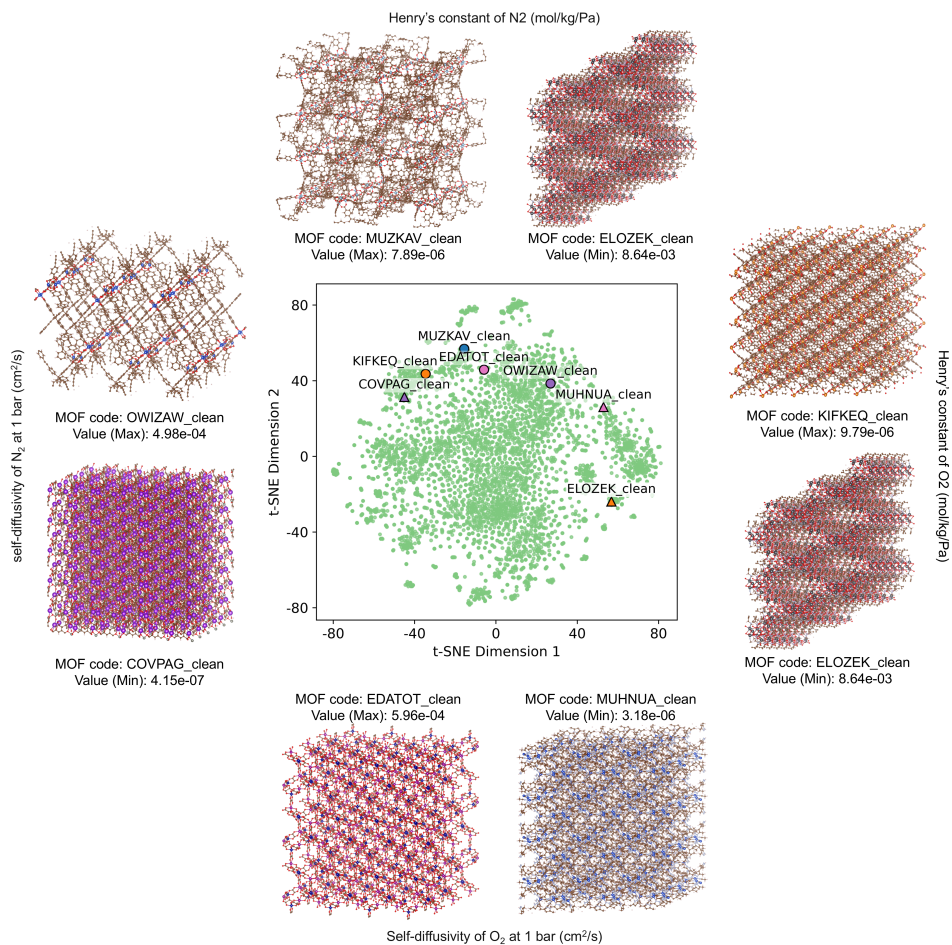 Henry's constant of N2 (mol/kg/Pa)
MOF code: MUZKAV_clean
Value (Max): 7.89e-06
MOF code: ELOZEK_clean
Value (Min): 8.64e-03
self-diffusivity of N₂ at 1 bar (cm²/s)
MOF code: OWIZAW_clean
Value (Max): 4.98e-04
MOF code: COVPAG_clean
Value (Min): 4.15e-07
t-SNE Dimension 2
80
40
0
-40
-80
MUZKAV_clean
EDATOT_clean
KIFKEQ_clean
OWIZAW_clean
COVPAG_clean
MUHNUA_clean
ELOZEK_clean
-80
-40
0
40
80
t-SNE Dimension 1
MOF code: KIFKEQ_clean
Value (Max): 9.79e-06
Henry's constant of O2 (mol/kg/Pa)
MOF code: ELOZEK_clean
Value (Min): 8.64e-03
MOF code: EDATOT_clean
Value (Max): 5.96e-04
MOF code: MUHNUA_clean
Value (Min): 3.18e-06
Self-diffusivity of O₂ at 1 bar (cm²/s)